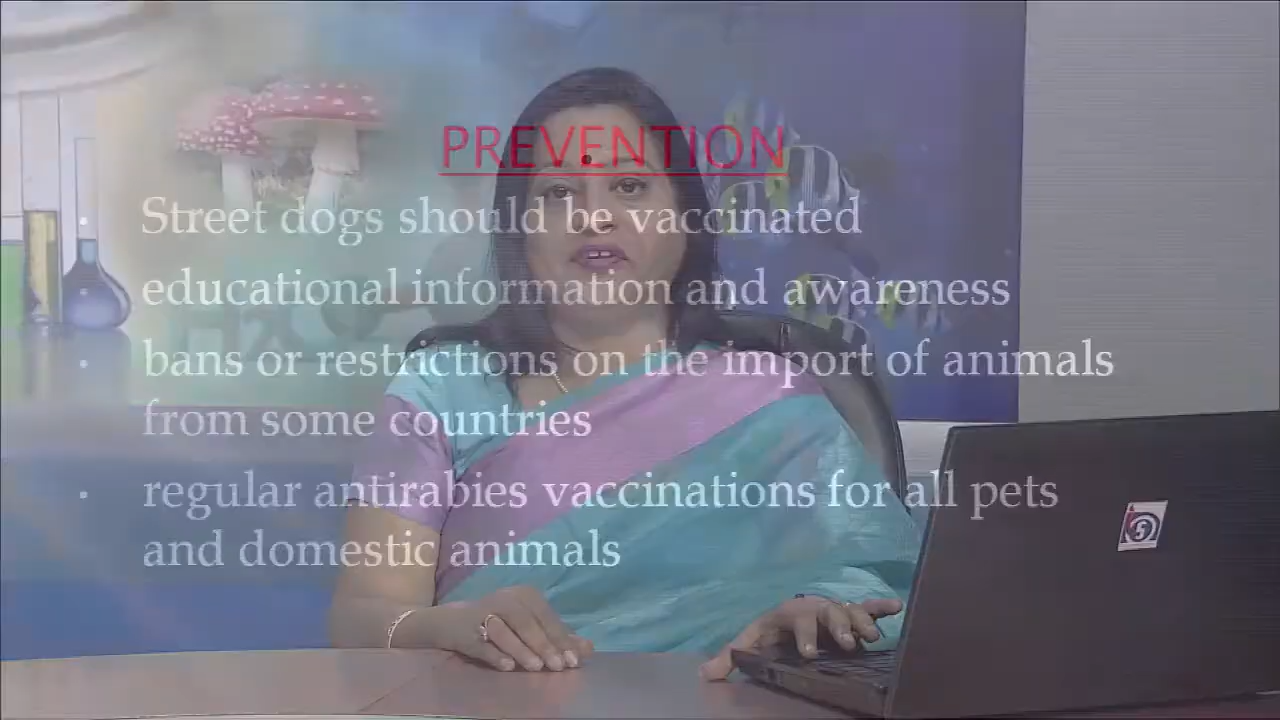 PREVENTION
Street dogs should be vaccinated
educational information and awareness
bans or restrictions on the import of animals
from some countries
regular antirabies vaccinations for all pets
and domestic animals